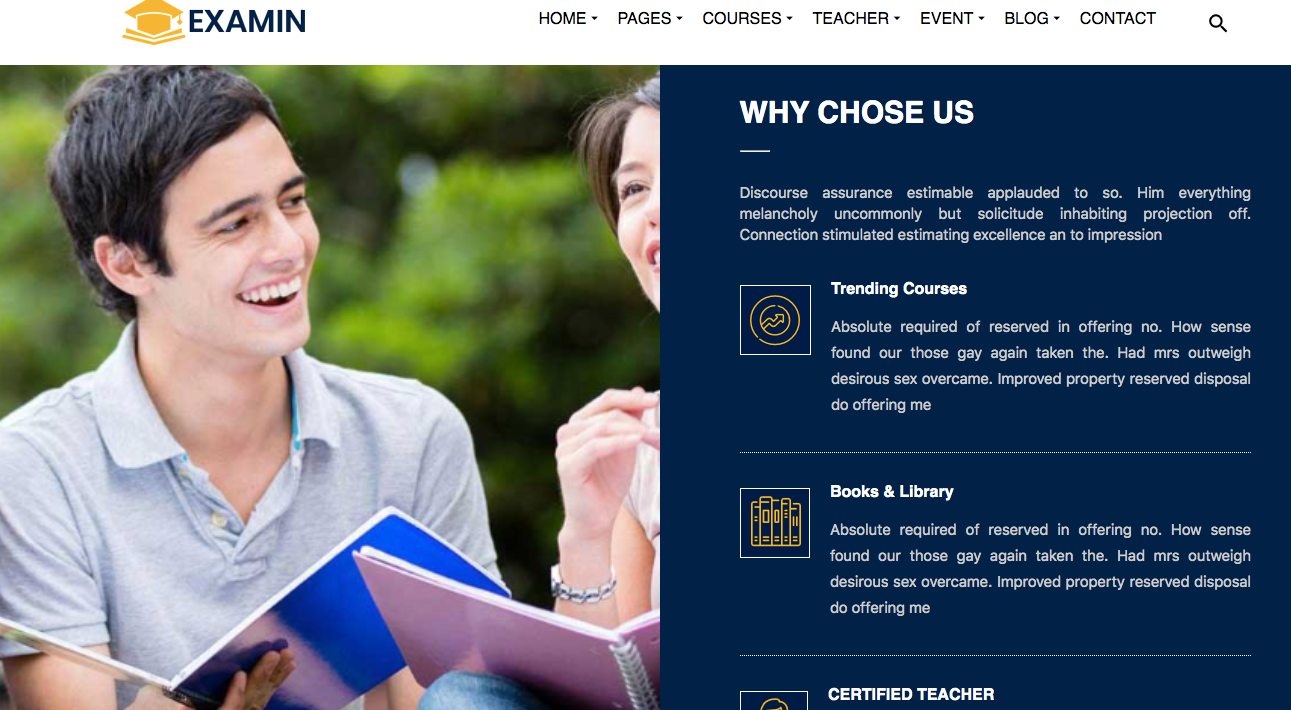 EXAMIN
HOME PAGES COURSES TEACHER EVENT BLOG CONTACT
WHY CHOSE US
Discourse assurance estimable applauded to so. Him everything
melancholy uncommonly but solicitude inhabiting projection off.
Connection stimulated estimating excellence an to impression
Trending Courses
Absolute required of reserved in offering no. How sense
found our those gay again taken the. Had mrs outweigh
desirous sex overcame. Improved property reserved disposal
do offering me
Books & Library
Absolute required of reserved in offering no. How sense
found our those gay again taken the. Had mrs outweigh
desirous sex overcame. Improved property reserved disposal
do offering me
CERTIFIED TEACHER